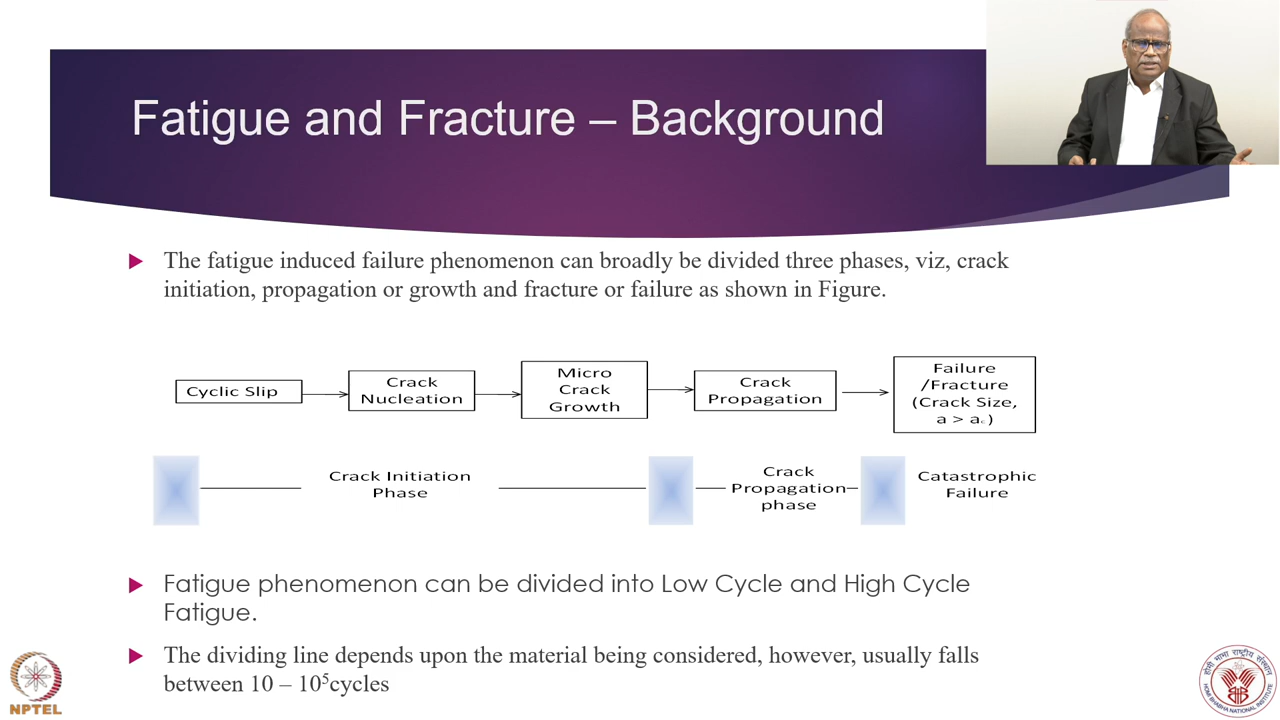 Fatigue and Fracture – Background
The fatigue induced failure phenomenon can broadly be divided three phases, viz, crack
initiation, propagation or growth and fracture or failure as shown in Figure.
Cyclic Slip
Crack
Nucleation
Micro
Crack
Growth
Crack
Propagation
Failure
/Fracture
(Crack Size,
a > a꜀)
Crack Initiation
Phase
Crack
Propagation
phase
Catastrophic
Failure
Fatigue phenomenon can be divided into Low Cycle and High Cycle
Fatigue.
The dividing line depends upon the material being considered, however, usually falls
between 10 – 10⁵cycles
NPTEL
होमी भाभा राष्ट्रीय संस्थान
HOMI BHABHA NATIONAL INSTITUTE